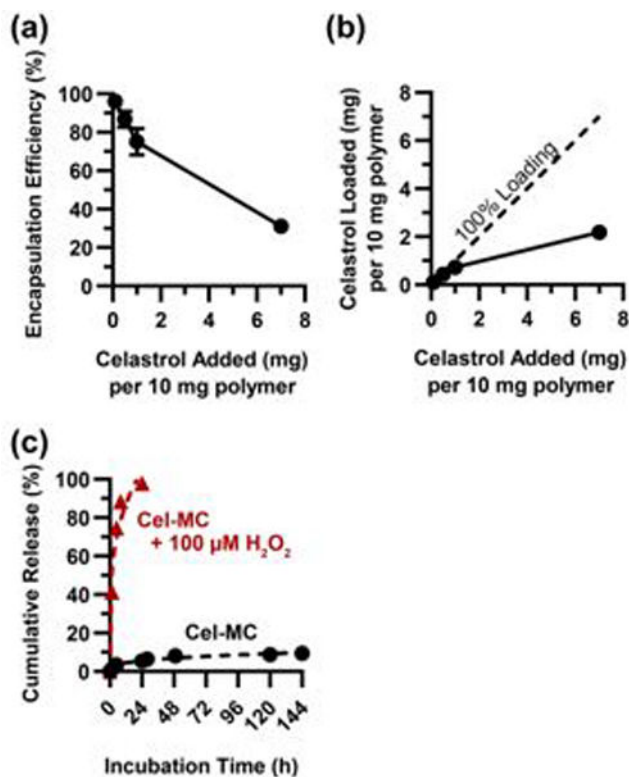 (a)
Encapsulation Efficiency (%)
100
80
60
40
20
0
0 2 4 6 8
Celastrol Added (mg)
per 10 mg polymer
(b)
Celastrol Loaded (mg)
per 10 mg polymer
8
6
4
2
0
100% Loading
0 2 4 6 8
Celastrol Added (mg)
per 10 mg polymer
(c)
Cumulative Release (%)
100
80
60
40
20
0
Cel-MC
+ 100 µM H₂O₂
Cel-MC
0 24 48 72 96 120 144
Incubation Time (h)